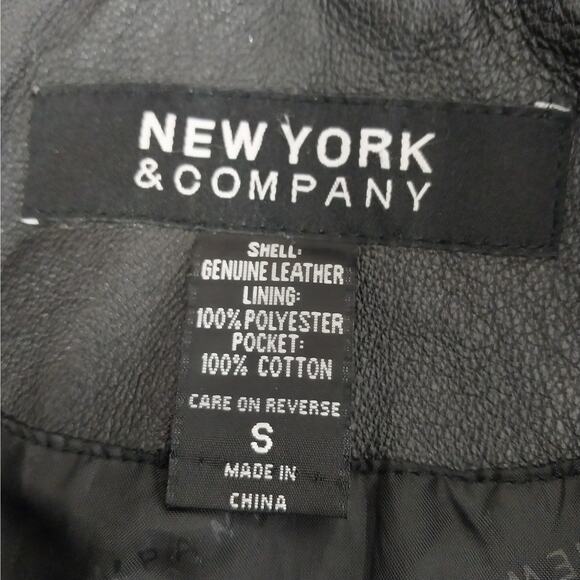 NEW YORK
& COMPANY
SHELL:
GENUINE LEATHER
LINING:
100% POLYESTER
POCKET:
100% COTTON
CARE ON REVERSE
S
MADE IN
CHINA